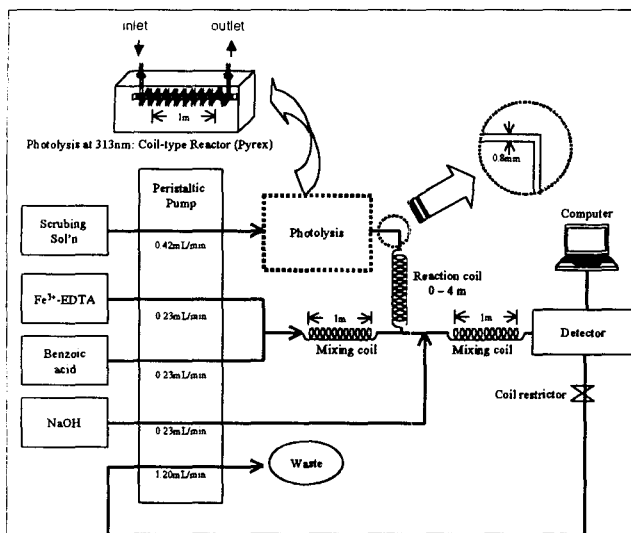 inlet
outlet
1m
Photolysis at 313nm: Coil-type Reactor (Pyrex)
0.8mm
Peristaltic
Pump
Computer
Scrubing
Sol'n
0.42mL/min
Photolysis
Reaction coil
0 – 4 m
Fe³⁺-EDTA
0.23mL/min
1m
Mixing coil
1m
Mixing coil
Detector
Benzoic
acid
0.23mL/min
Coil restrictor
NaOH
0.23mL/min
Waste
1.20mL/min